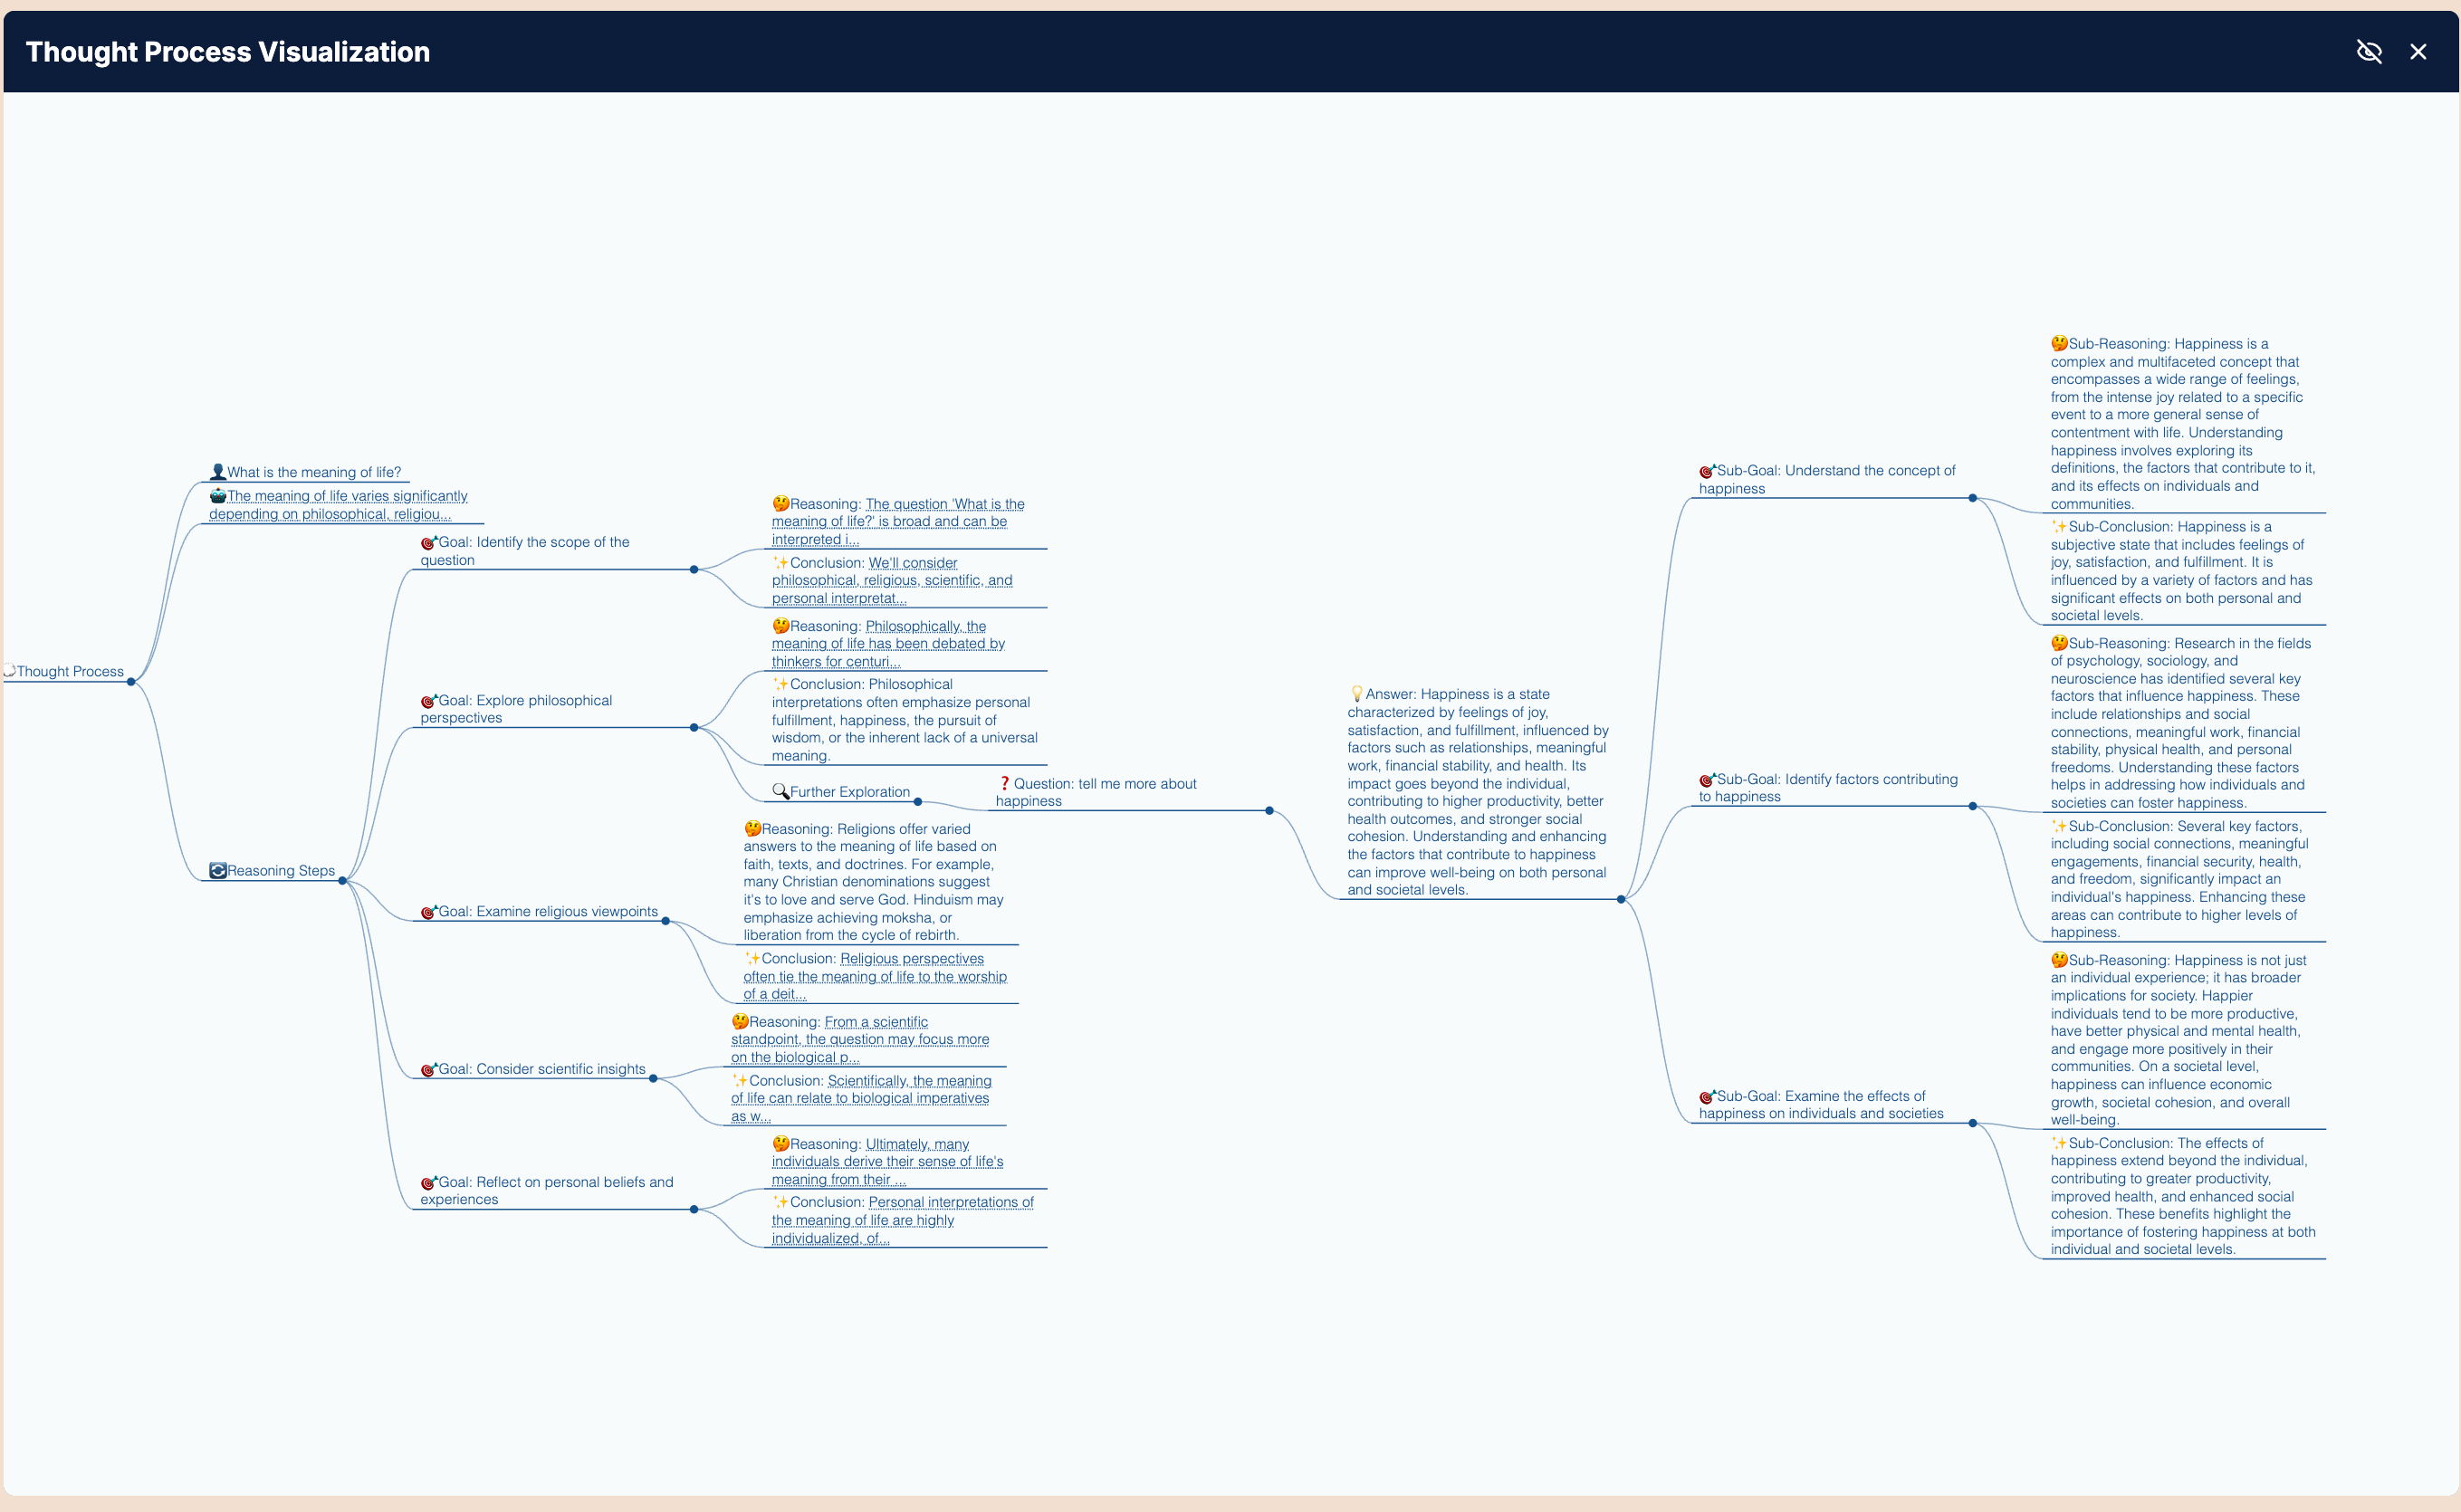 Thought Process Visualization
Thought Process
What is the meaning of life?
The meaning of life varies significantly
depending on philosophical, religiou...
Reasoning Steps
Goal: Identify the scope of the
question
Reasoning: The question 'What is the
meaning of life?' is broad and can be
interpreted i...
Conclusion: We'll consider
philosophical, religious, scientific, and
personal interpretat...
Goal: Explore philosophical
perspectives
Reasoning: Philosophically, the
meaning of life has been debated by
thinkers for centuri...
Conclusion: Philosophical
interpretations often emphasize personal
fulfillment, happiness, the pursuit of
wisdom, or the inherent lack of a universal
meaning.
Further Exploration
Question: tell me more about
happiness
Answer: Happiness is a state
characterized by feelings of joy,
satisfaction, and fulfillment, influenced by
factors such as relationships, meaningful
work, financial stability, and health. Its
impact goes beyond the individual,
contributing to higher productivity, better
health outcomes, and stronger social
cohesion. Understanding and enhancing
the factors that contribute to happiness
can improve well-being on both personal
and societal levels.
Sub-Goal: Understand the concept of
happiness
Sub-Reasoning: Happiness is a
complex and multifaceted concept that
encompasses a wide range of feelings,
from the intense joy related to a specific
event to a more general sense of
contentment with life. Understanding
happiness involves exploring its
definitions, the factors that contribute to it,
and its effects on individuals and
communities.
Sub-Conclusion: Happiness is a
subjective state that includes feelings of
joy, satisfaction, and fulfillment. It is
influenced by a variety of factors and has
significant effects on both personal and
societal levels.
Sub-Goal: Identify factors contributing
to happiness
Sub-Reasoning: Research in the fields
of psychology, sociology, and
neuroscience has identified several key
factors that influence happiness. These
include relationships and social
connections, meaningful work, financial
stability, physical health, and personal
freedoms. Understanding these factors
helps in addressing how individuals and
societies can foster happiness.
Sub-Conclusion: Several key factors,
including social connections, meaningful
engagements, financial security, health,
and freedom, significantly impact an
individual's happiness. Enhancing these
areas can contribute to higher levels of
happiness.
Sub-Goal: Examine the effects of
happiness on individuals and societies
Sub-Reasoning: Happiness is not just
an individual experience; it has broader
implications for society. Happier
individuals tend to be more productive,
have better physical and mental health,
and engage more positively in their
communities. On a societal level,
happiness can influence economic
growth, societal cohesion, and overall
well-being.
Sub-Conclusion: The effects of
happiness extend beyond the individual,
contributing to greater productivity,
improved health, and enhanced social
cohesion. These benefits highlight the
importance of fostering happiness at both
individual and societal levels.
Goal: Examine religious viewpoints
Reasoning: Religions offer varied
answers to the meaning of life based on
faith, texts, and doctrines. For example,
many Christian denominations suggest
it's to love and serve God. Hinduism may
emphasize achieving moksha, or
liberation from the cycle of rebirth.
Conclusion: Religious perspectives
often tie the meaning of life to the worship
of a deit...
Goal: Consider scientific insights
Reasoning: From a scientific
standpoint, the question may focus more
on the biological p...
Conclusion: Scientifically, the meaning
of life can relate to biological imperatives
as w...
Goal: Reflect on personal beliefs and
experiences
Reasoning: Ultimately, many
individuals derive their sense of life's
meaning from their ...
Conclusion: Personal interpretations of
the meaning of life are highly
individualized, of...